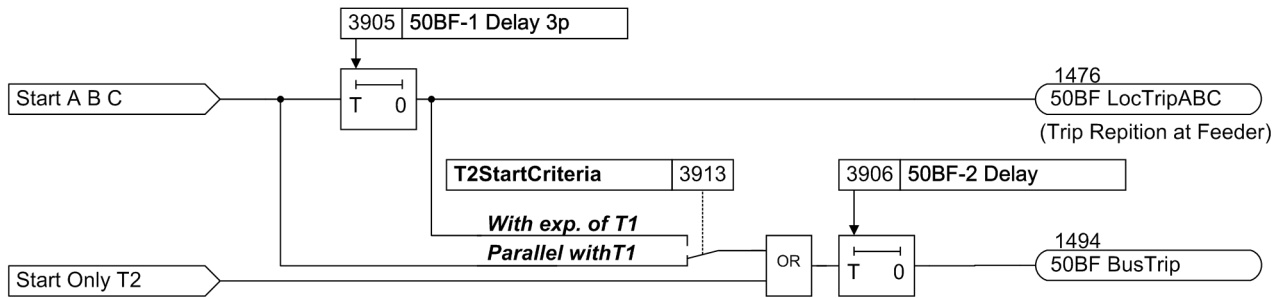 3905 50BF-1 Delay 3p
Start A B C
T 0
1476
50BF LocTripABC
(Trip Repition at Feeder)
T2StartCriteria 3913
3906 50BF-2 Delay
With exp. of T1
Parallel withT1
OR
T 0
1494
50BF BusTrip
Start Only T2